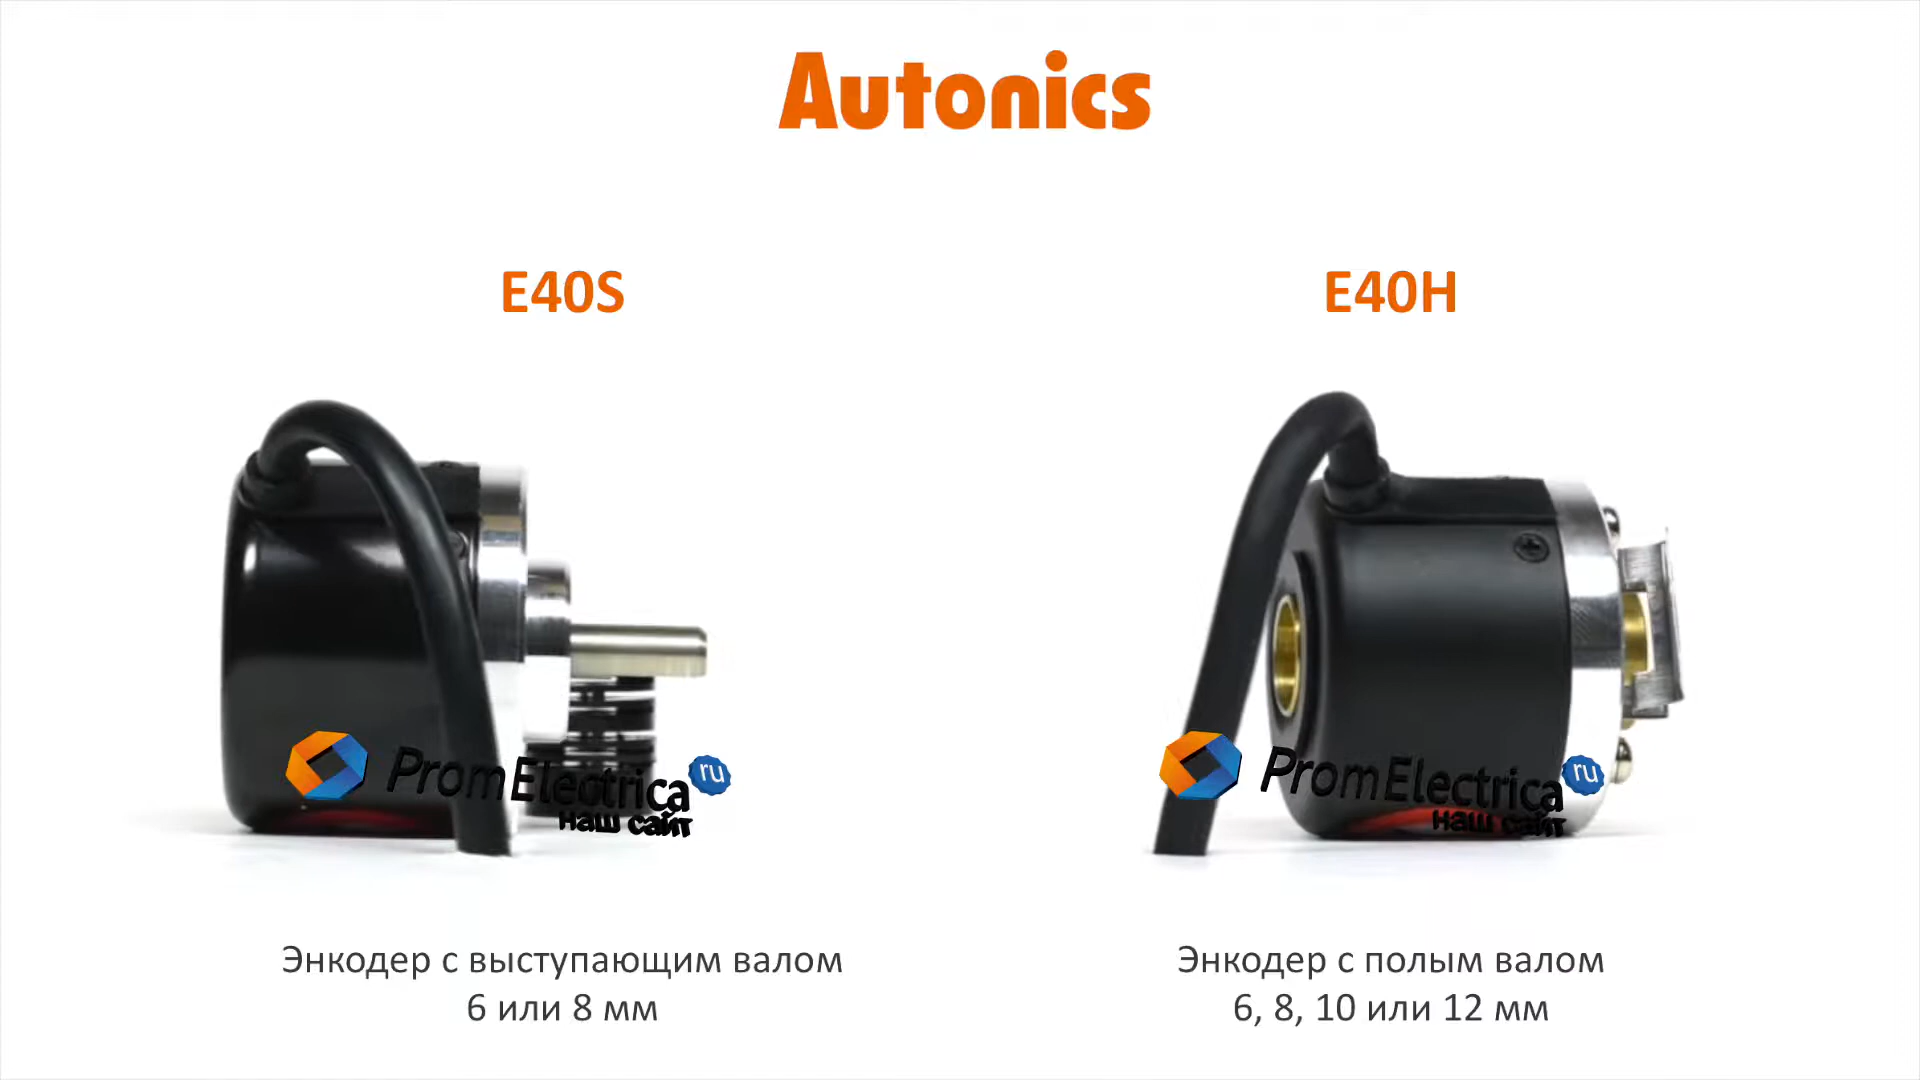 Autonics
E40S
E40H
PromElectrica ru
наш сайт
PromElectrica ru
наш сайт
Энкодер с выступающим валом
6 или 8 мм
Энкодер с полым валом
6, 8, 10 или 12 мм